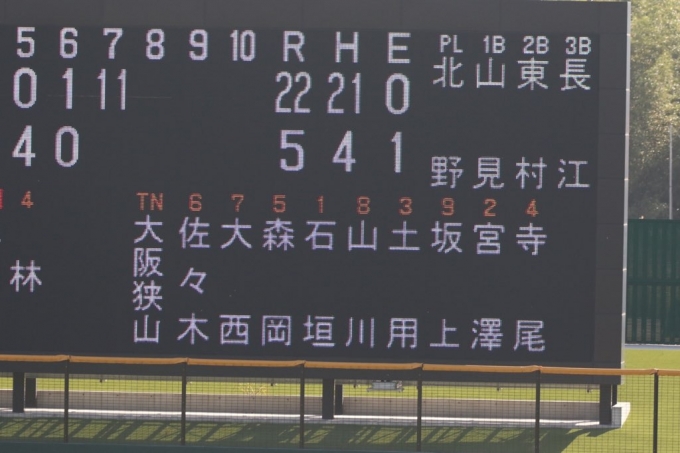 5 6 7 8 9 10 R H E PL 1B 2B 3B
0 1 11 22 21 0 北野 山見 東村 長江
4 0 5 4 1
4 TN 6 7 5 1 8 3 9 2 4
林 大阪狭山 佐々木 大西 森岡 石垣 山川 土用 坂上 宮澤 寺尾